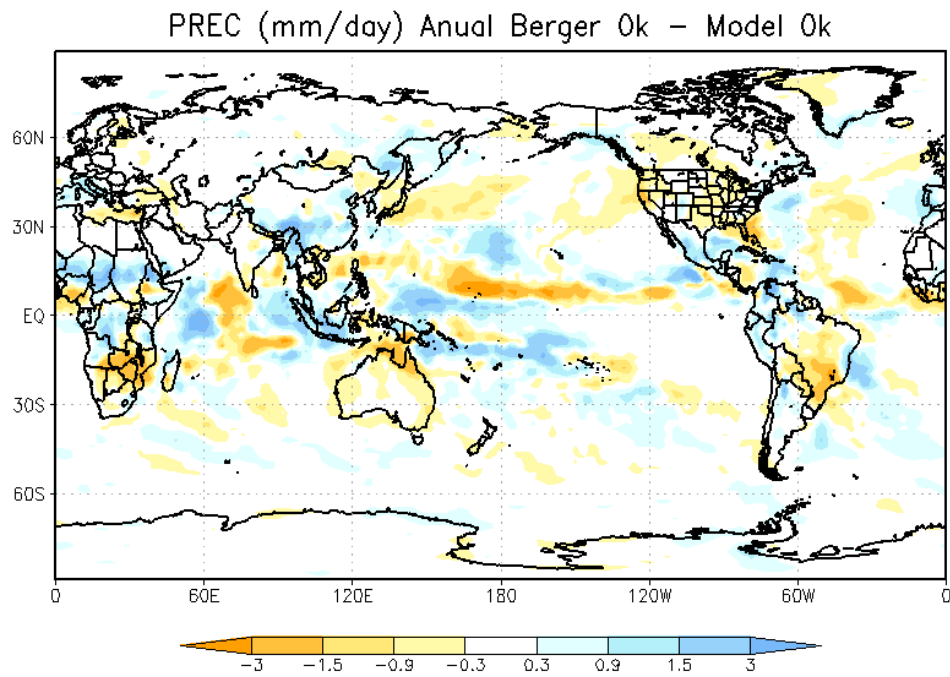 PREC (mm/day) Anual Berger 0k − Model 0k
60N
30N
EQ
30S
60S
0 60E 120E 180 120W 60W 0
−3 −1.5 −0.9 −0.3 0.3 0.9 1.5 3